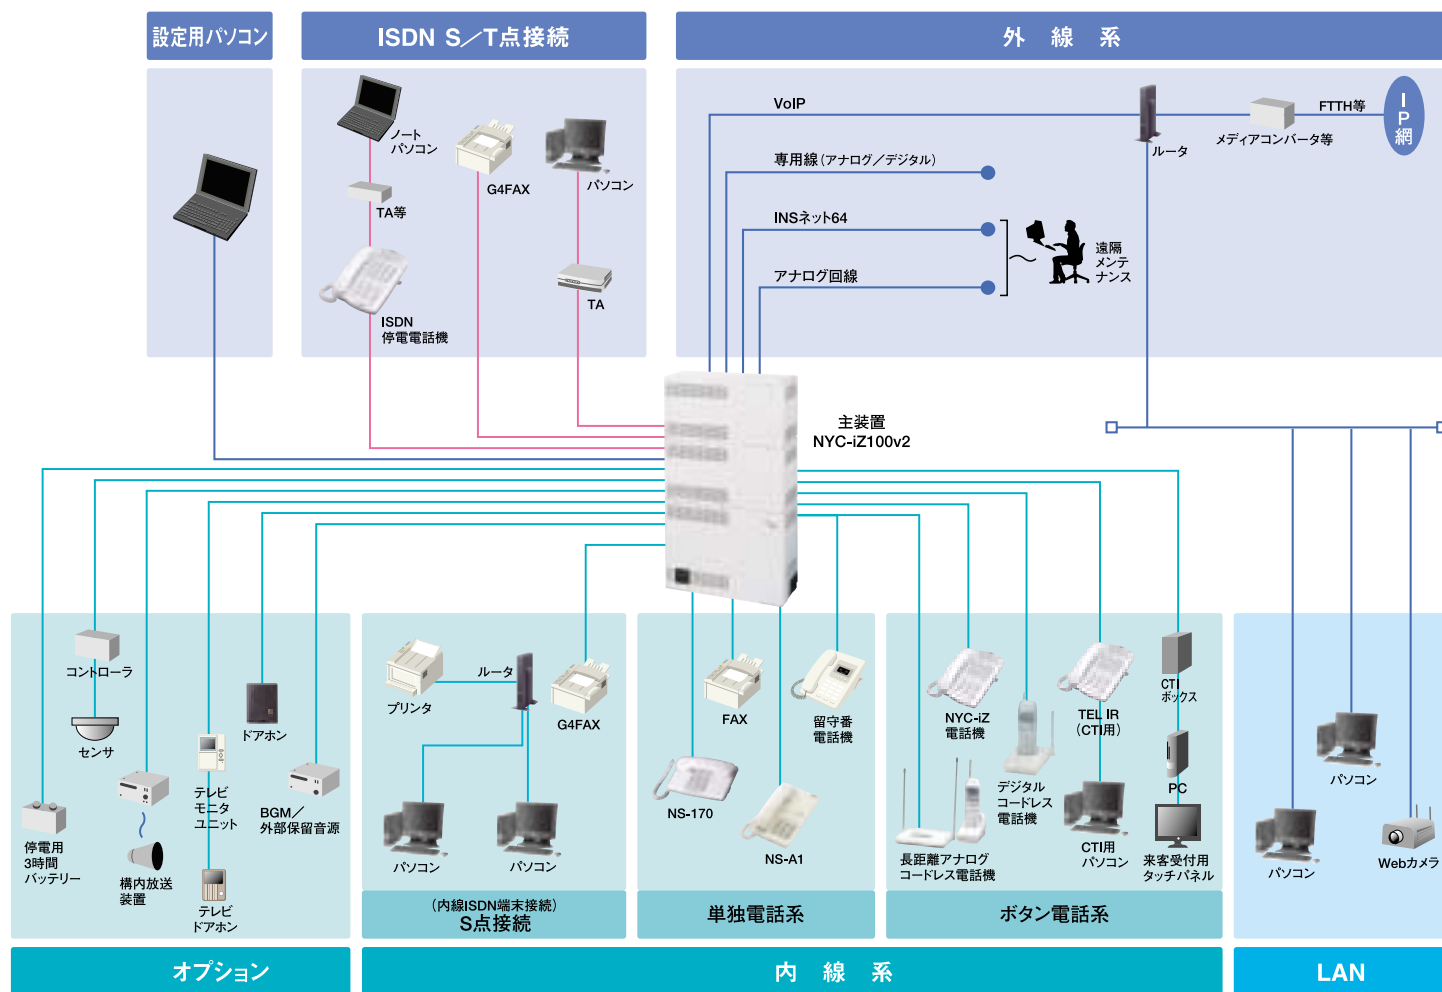 設定用パソコン
ISDN S／T点接続
外線系
ノート
パソコン
TA等
ISDN
停電電話機
G4FAX
パソコン
TA
VoIP
専用線（アナログ／デジタル）
INSネット64
アナログ回線
遠隔
メンテ
ナンス
ルータ
メディアコンバータ等
FTTH等
IP網
主装置
NYC-iZ100v2
コントローラ
センサ
停電用
3時間
バッテリー
構内放送
装置
テレビ
モニタ
ユニット
テレビ
ドアホン
ドアホン
BGM／
外部保留音源
オプション
プリンタ
ルータ
G4FAX
パソコン
パソコン
（内線ISDN端末接続）
S点接続
FAX
留守番
電話機
NS-170
NS-A1
単独電話系
NYC-iZ
電話機
デジタル
コードレス
電話機
長距離アナログ
コードレス電話機
TEL IR
（CTI用）
CTI用
パソコン
CTI
ボックス
PC
来客受付用
タッチパネル
ボタン電話系
内線系
パソコン
パソコン
Webカメラ
LAN